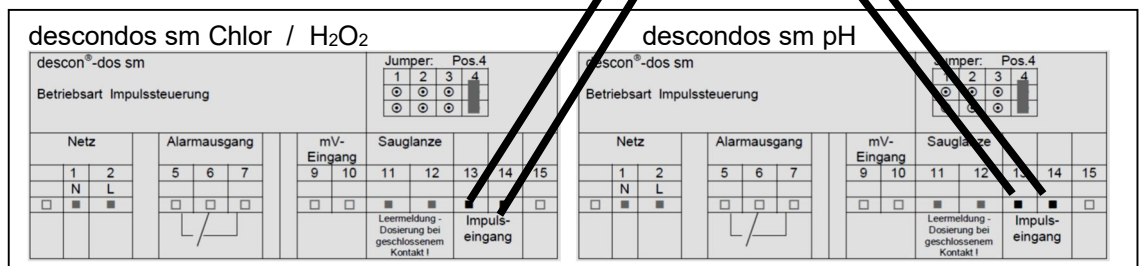 descondos sm Chlor / H2O2
descon®-dos sm
Betriebsart Impulssteuerung
Jumper: Pos.4
1 2 3 4
Netz Alarmausgang mV-Eingang Sauglanze
1 2 5 6 7 9 10 11 12 13 14 15
N L
Leermeldung -
Dosierung bei
geschlossenem
Kontakt !
Impuls-
eingang
descondos sm pH
descon®-dos sm
Betriebsart Impulssteuerung
Jumper: Pos.4
1 2 3 4
Netz Alarmausgang mV-Eingang Sauglanze
1 2 5 6 7 9 10 11 12 13 14 15
N L
Leermeldung -
Dosierung bei
geschlossenem
Kontakt !
Impuls-
eingang